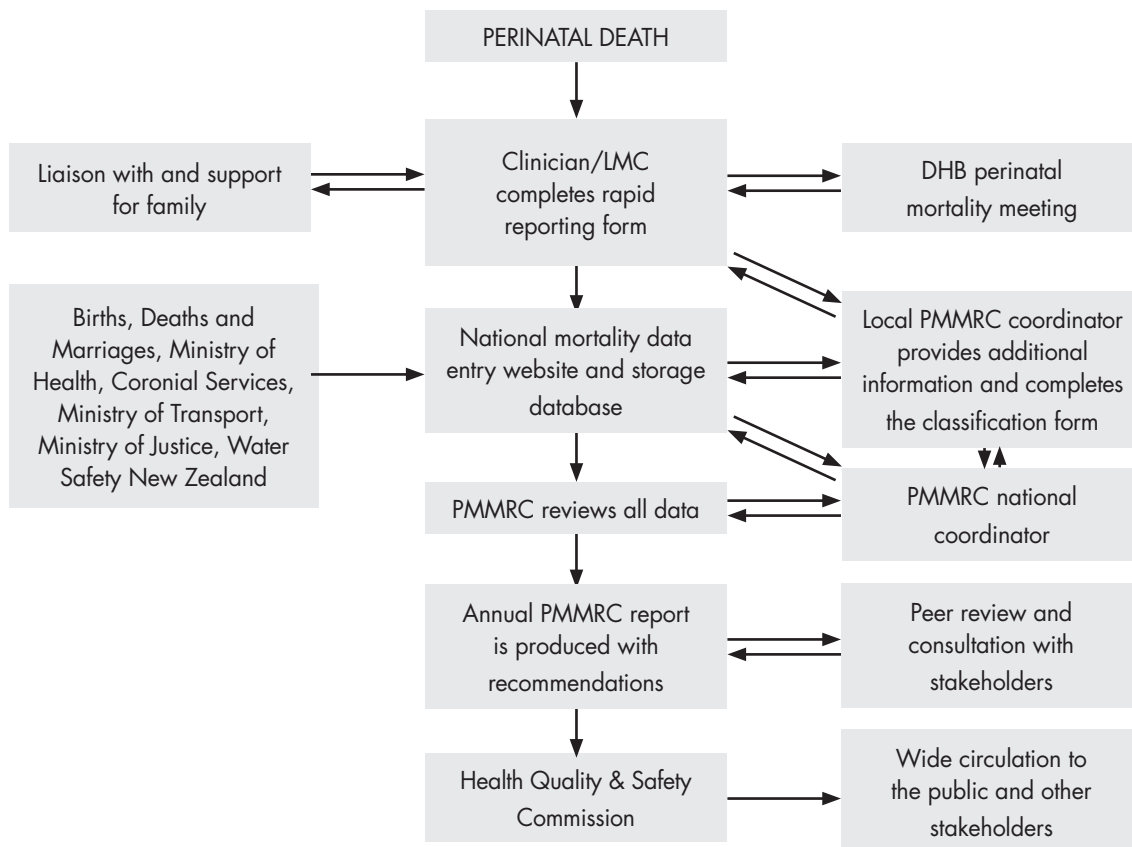 PERINATAL DEATH
Clinician/LMC
completes rapid
reporting form
Liaison with and support
for family
DHB perinatal
mortality meeting
Births, Deaths and
Marriages, Ministry of
Health, Coronial Services,
Ministry of Transport,
Ministry of Justice, Water
Safety New Zealand
National mortality data
entry website and storage
database
Local PMMRC coordinator
provides additional
information and completes
the classification form
PMMRC reviews all data
PMMRC national
coordinator
Annual PMMRC report
is produced with
recommendations
Peer review and
consultation with
stakeholders
Health Quality & Safety
Commission
Wide circulation to
the public and other
stakeholders